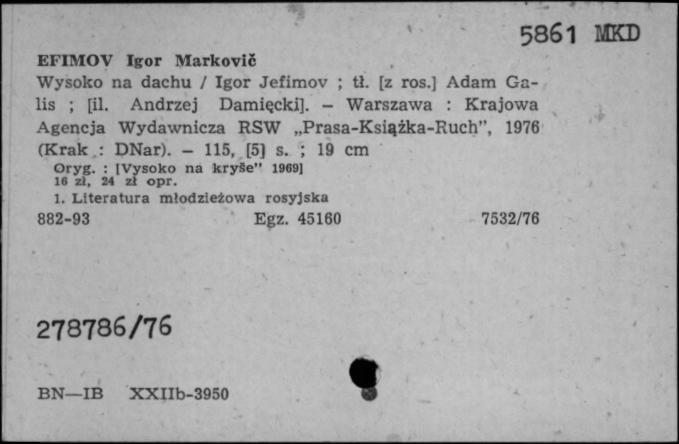 5861 MKD
EFIMOV Igor Markovič
Wysoko na dachu / Igor Jefimov ; tł. [z ros.] Adam Ga-
lis ; [il. Andrzej Damięcki]. – Warszawa : Krajowa
Agencja Wydawnicza RSW „Prasa-Książka-Ruch”, 1976
(Krak : DNar). – 115, [5] s. ; 19 cm
Oryg. : [Vysoko na kryše” 1969]
16 zł, 24 zł opr.
1. Literatura młodzieżowa rosyjska
882-93 Egz. 45160 7532/76
278786/76
BN—IB XXIIb-3950